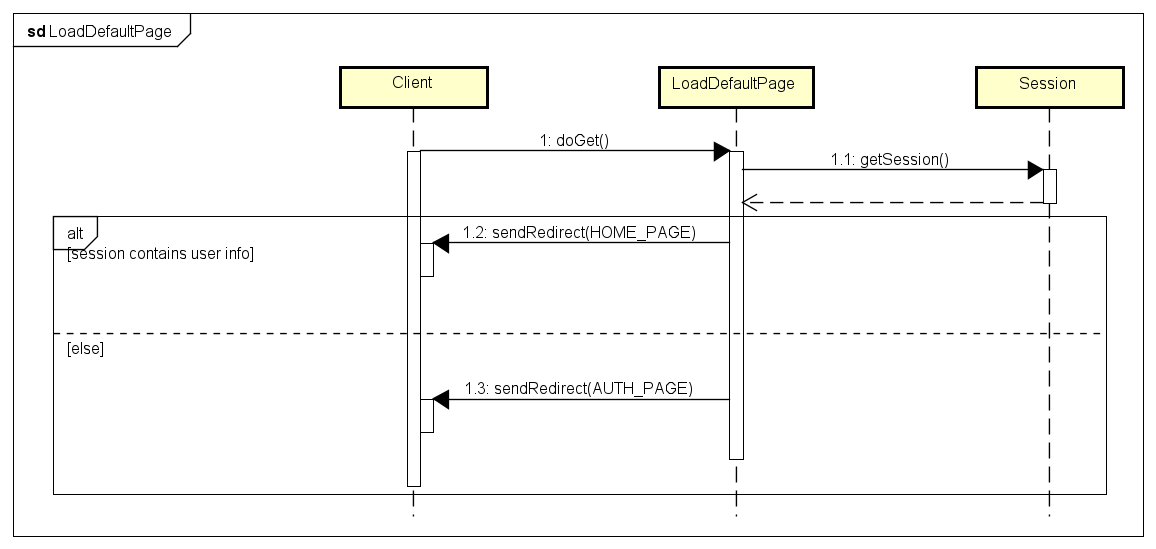 sd LoadDefaultPage
Client
LoadDefaultPage
Session
1: doGet()
1.1: getSession()
alt
1.2: sendRedirect(HOME_PAGE)
[session contains user info]
[else]
1.3: sendRedirect(AUTH_PAGE)